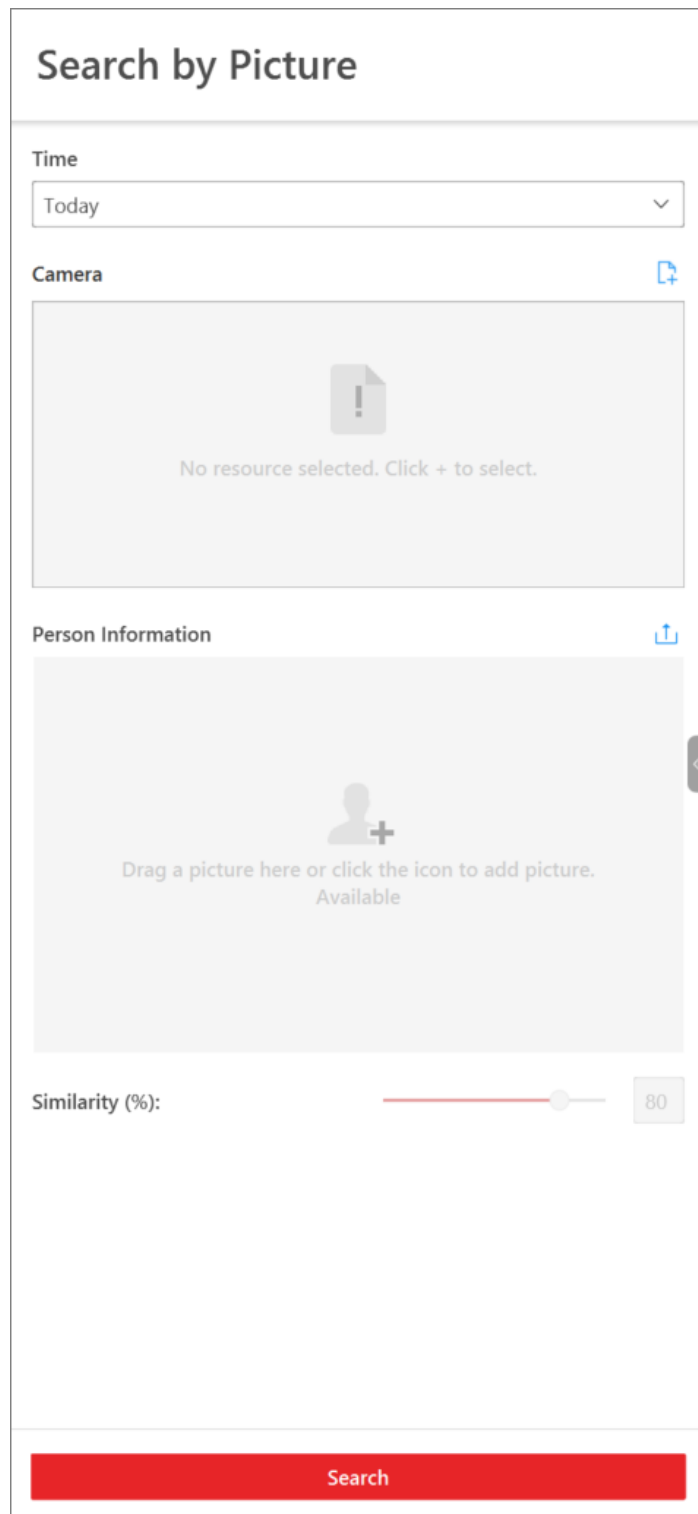 Search by Picture
Time
Today
Camera
No resource selected. Click + to select.
Person Information
Drag a picture here or click the icon to add picture.
Available
Similarity (%):
80
Search